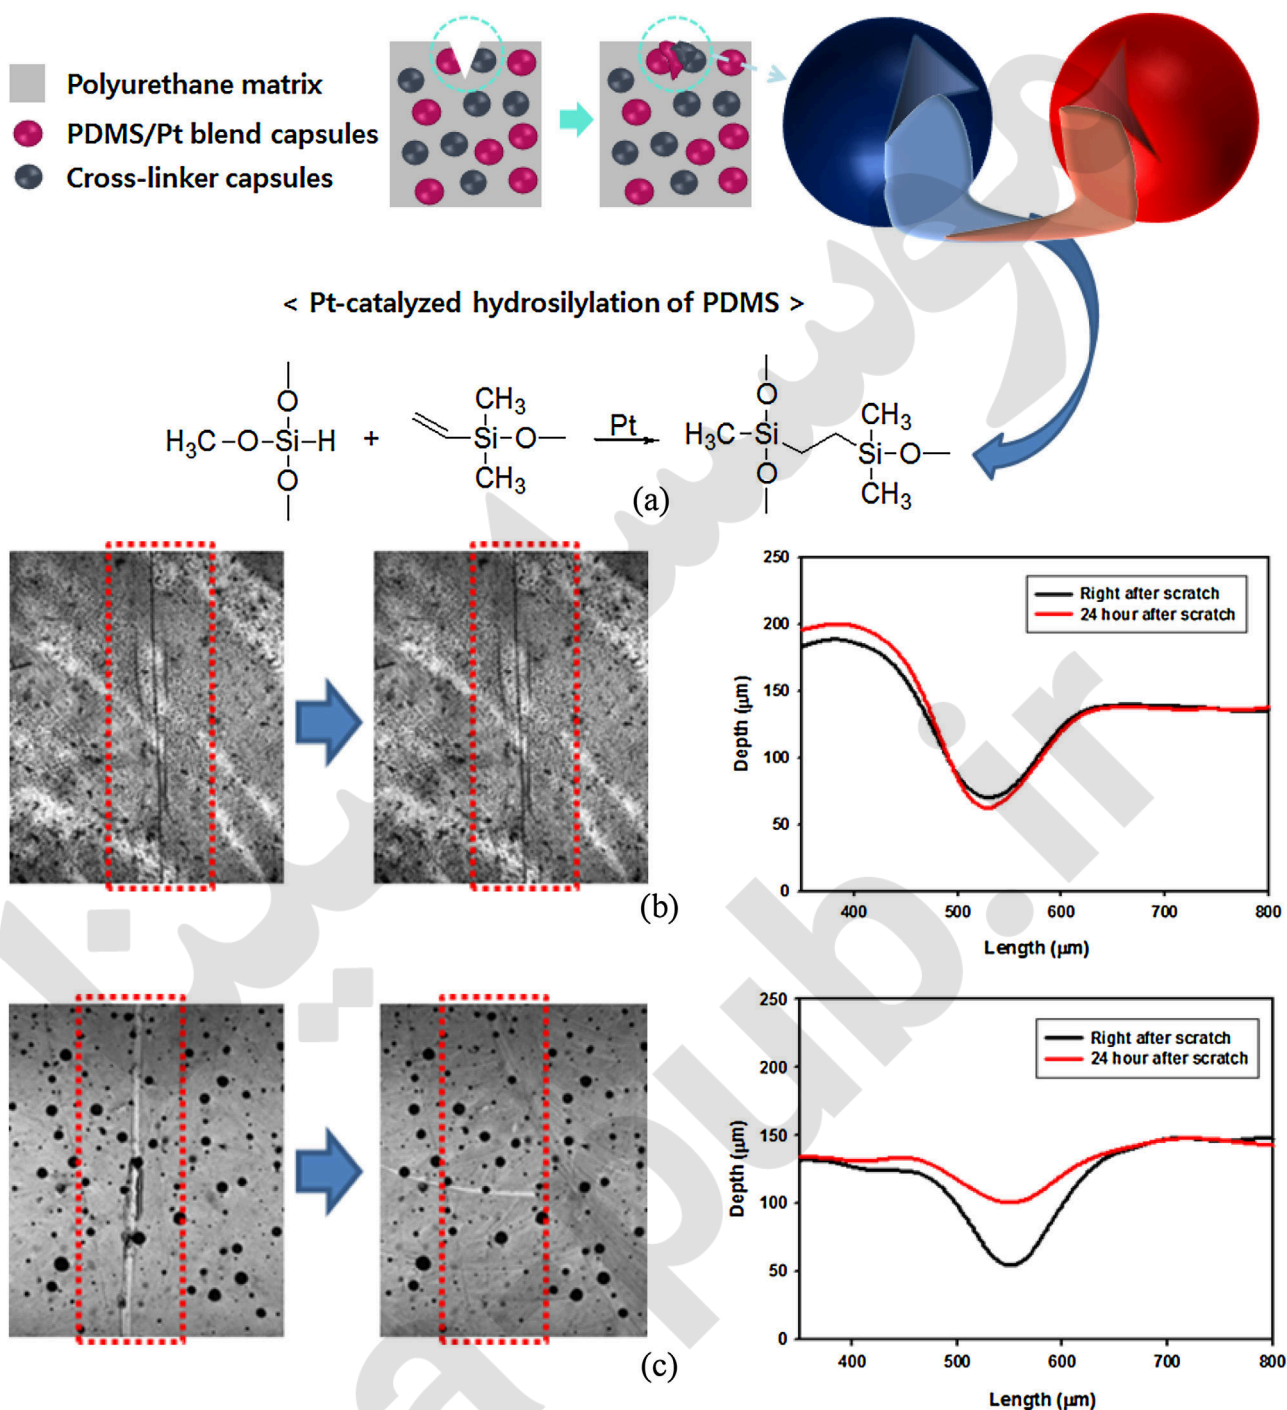 Polyurethane matrix
PDMS/Pt blend capsules
Cross-linker capsules
< Pt-catalyzed hydrosilylation of PDMS >
O
H₃C–O–Si–H
O
+
CH₃
Si–O
CH₃
Pt
O
H₃C–Si
O
CH₃
Si–O
CH₃
(a)
250
200
150
100
50
0
Depth (μm)
Right after scratch
24 hour after scratch
400 500 600 700 800
Length (μm)
(b)
250
200
150
100
50
0
Depth (μm)
Right after scratch
24 hour after scratch
400 500 600 700 800
Length (μm)
(c)
pub.ir